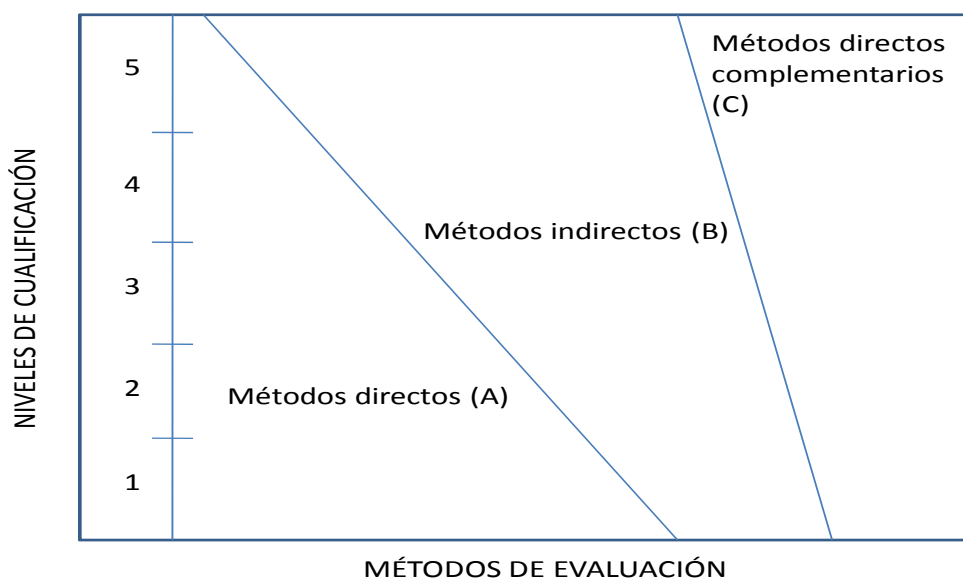 Métodos directos
complementarios
(C)
5
4
Métodos indirectos (B)
3
2
Métodos directos (A)
1
NIVELES DE CUALIFICACIÓN
MÉTODOS DE EVALUACIÓN